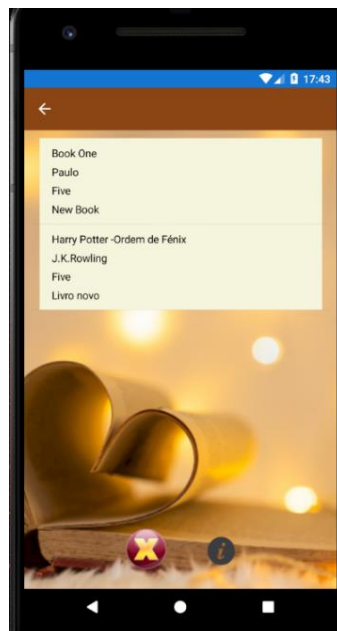 17:43
Book One
Paulo
Five
New Book
Harry Potter -Ordem de Fénix
J.K.Rowling
Five
Livro novo
X
i